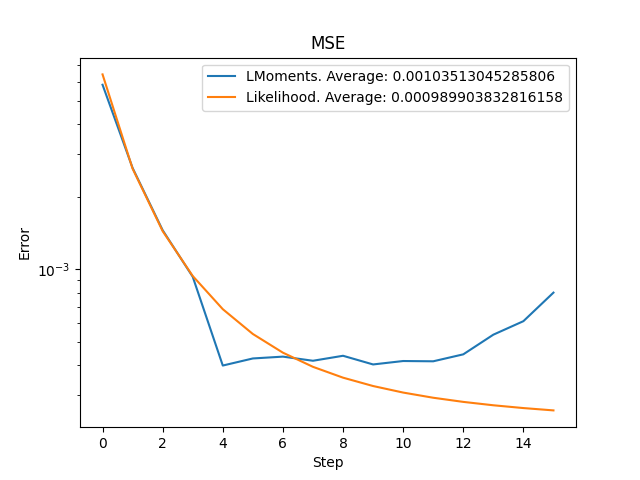 MSE
LMoments. Average: 0.00103513045285806
Likelihood. Average: 0.000989903832816158
Error
10⁻³
0 2 4 6 8 10 12 14
Step